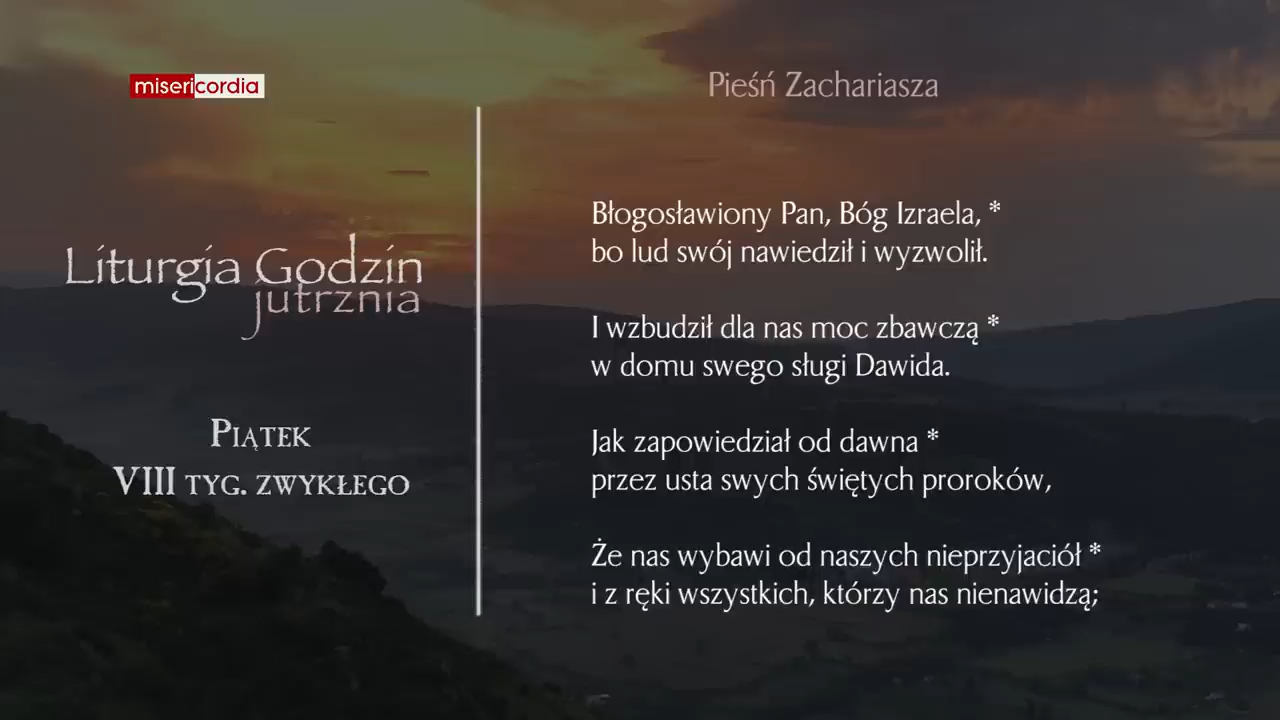 misericordia
Liturgia Godzin
jutrznia
Piątek
VIII tyg. zwykłego
Pieśń Zachariasza
Błogosławiony Pan, Bóg Izraela, *
bo lud swój nawiedził i wyzwolił.
I wzbudził dla nas moc zbawczą *
w domu swego sługi Dawida.
Jak zapowiedział od dawna *
przez usta swych świętych proroków,
Że nas wybawi od naszych nieprzyjaciół *
i z ręki wszystkich, którzy nas nienawidzą;